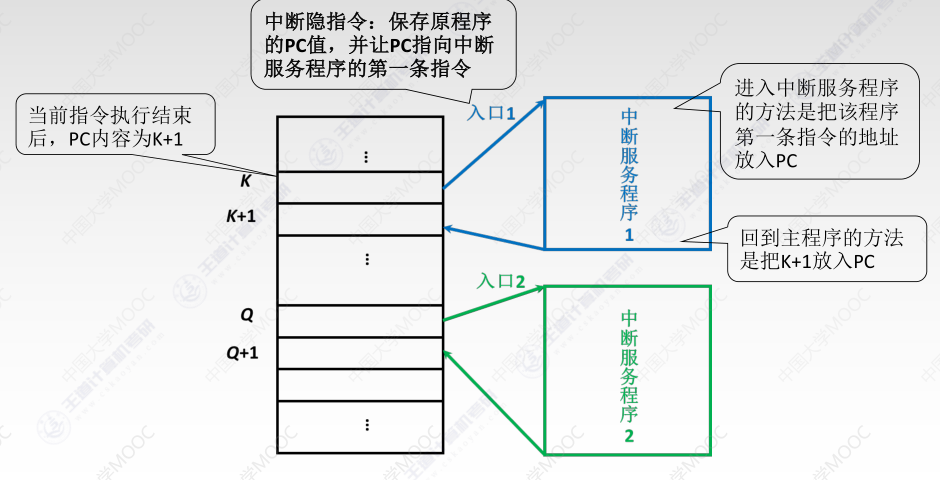 中断隐指令：保存原程序
的PC值，并让PC指向中断
服务程序的第一条指令
当前指令执行结束
后，PC内容为K+1
入口1
进入中断服务程序
的方法是把该程序
第一条指令的地址
放入PC
中断服务程序1
⋮
K
K+1
⋮
回到主程序的方法
是把K+1放入PC
入口2
Q
Q+1
⋮
中断服务程序2
中国大学MOOC
王道计算机考研